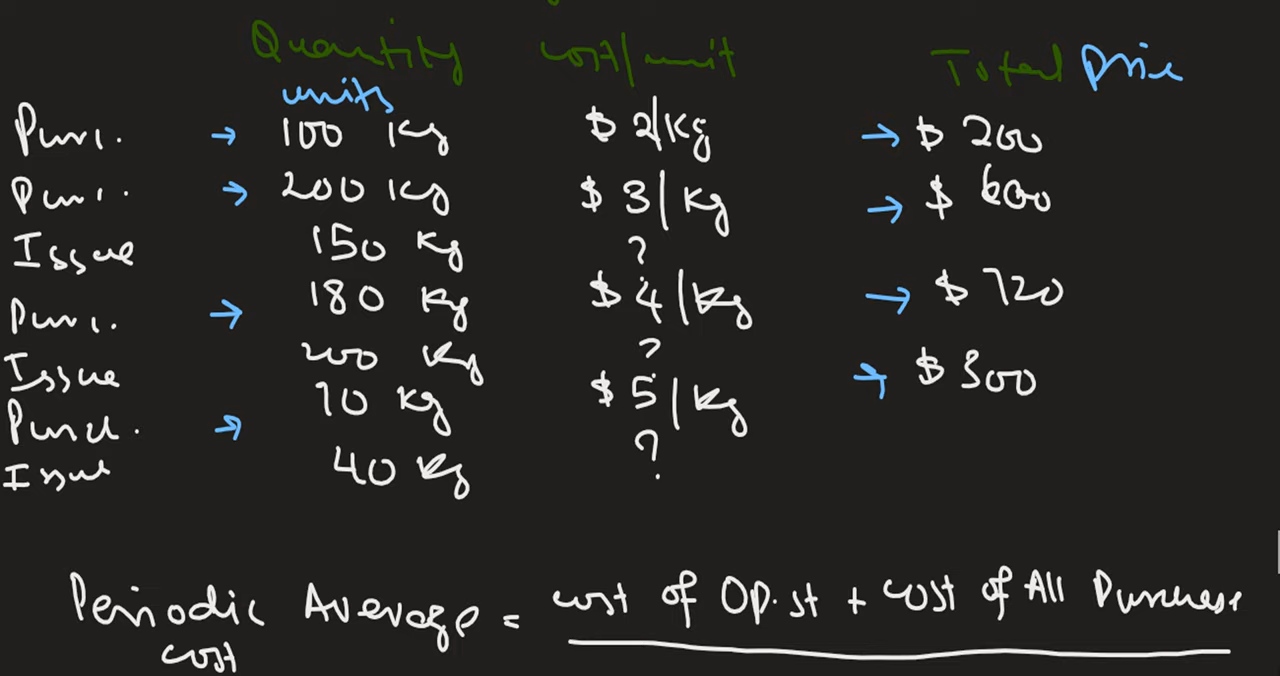 Quantity cost/unit Total Price
units
Purc. → 100 Kg $ 2/Kg → $ 200
Purc. → 200 Kg $ 3/Kg → $ 600
Issue 150 Kg ?
Purc. → 180 Kg $ 4/Kg → $ 720
Issue 200 Kg ?
Purch. → 70 Kg $ 5/Kg → $ 300
Issue 40 Kg ?
Periodic Average = cost of Op.st + cost of All Purchase
cost